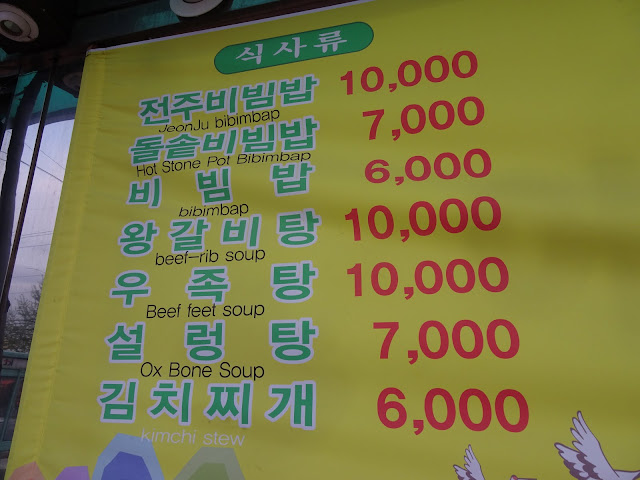 식사류
전주비빔밥 10,000
JeonJu bibimbap
돌솥비빔밥 7,000
Hot Stone Pot Bibimbap
비빔밥 6,000
bibimbap
왕갈비탕 10,000
beef-rib soup
우족탕 10,000
Beef feet soup
설렁탕 7,000
Ox Bone Soup
김치찌개 6,000
kimchi stew